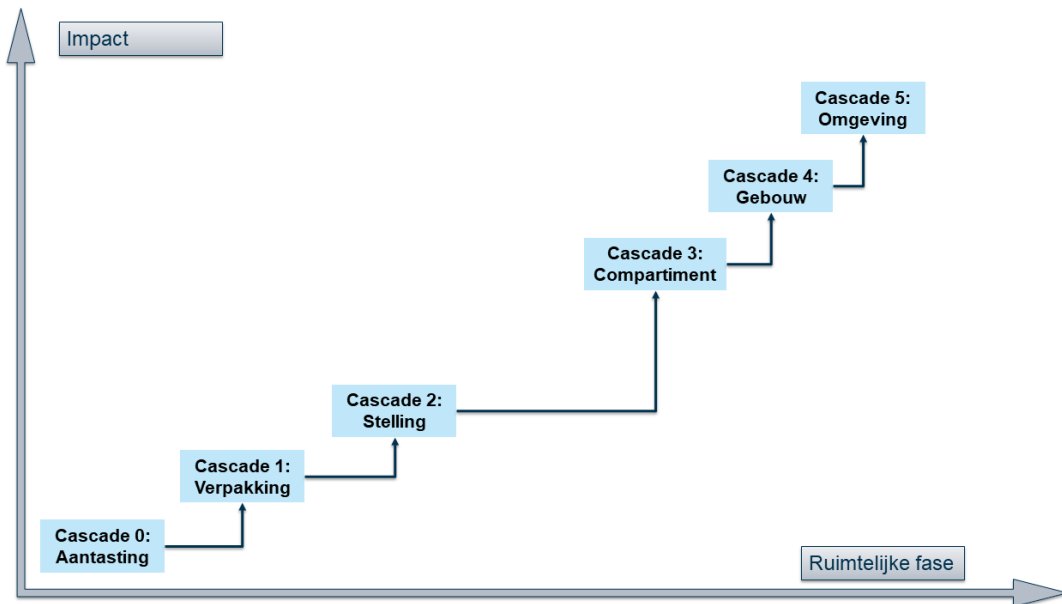 Impact
Cascade 5:
Omgeving
Cascade 4:
Gebouw
Cascade 3:
Compartiment
Cascade 2:
Stelling
Cascade 1:
Verpakking
Cascade 0:
Aantasting
Ruimtelijke fase